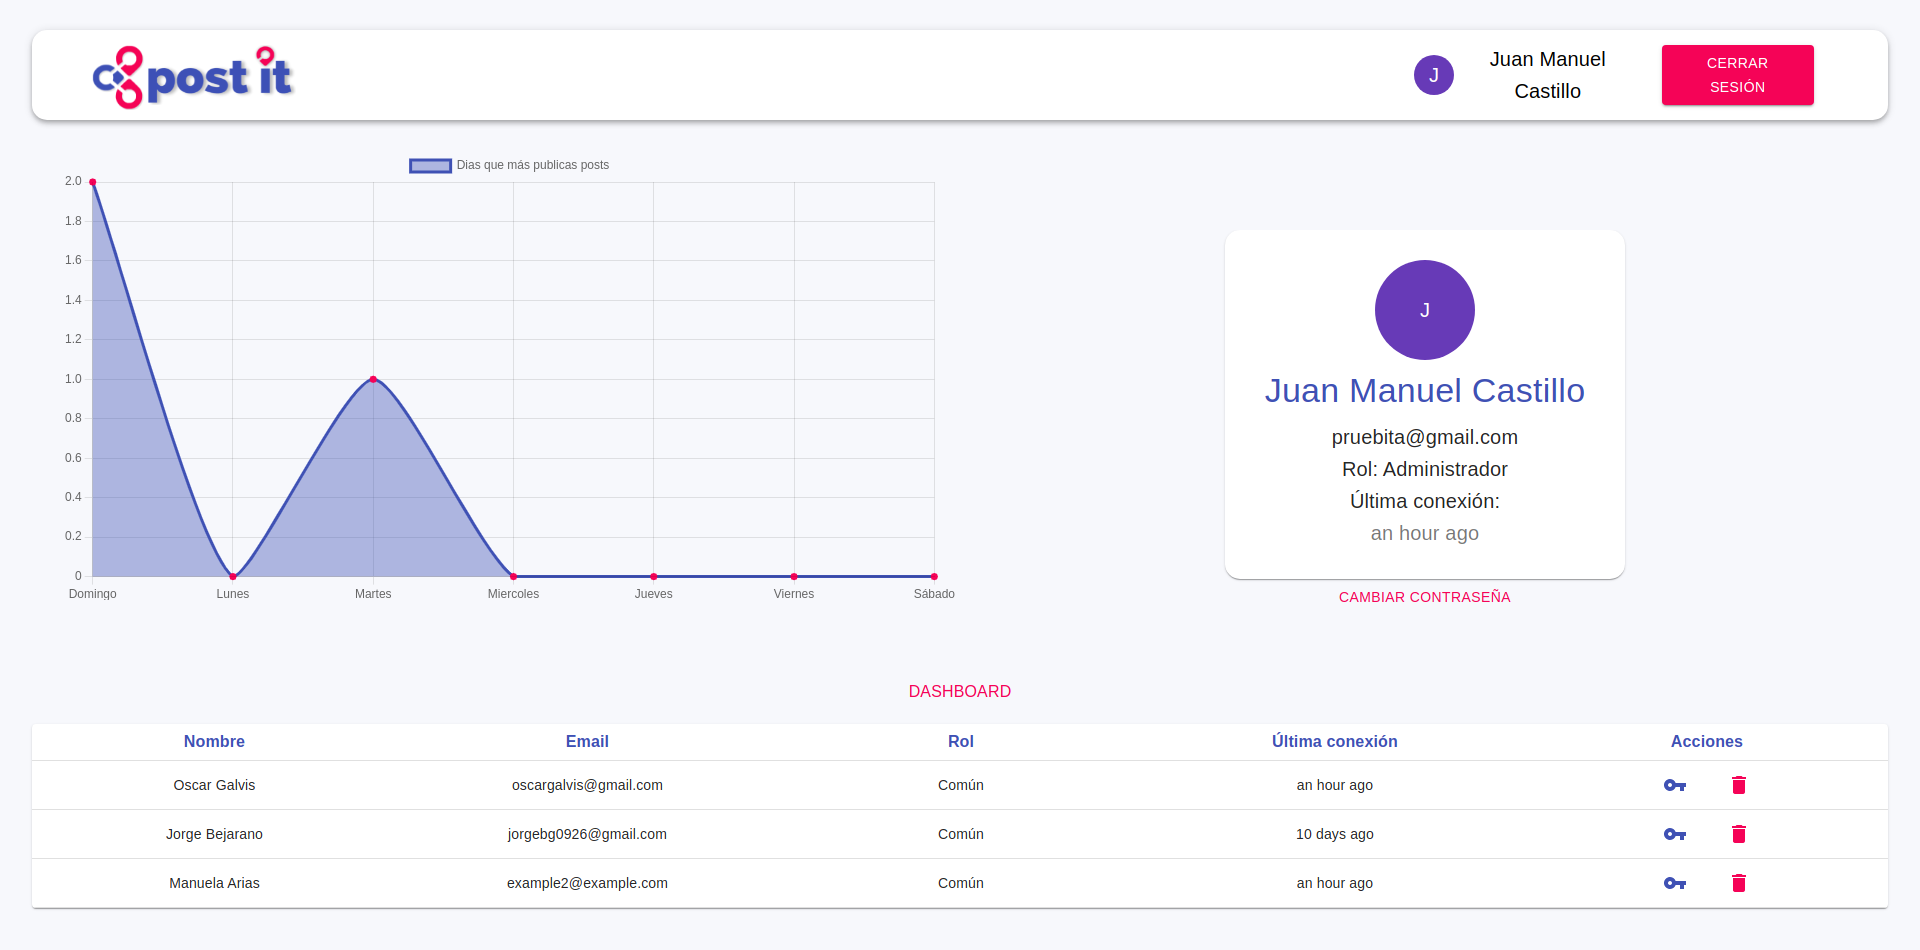 post it
J
Juan Manuel
Castillo
CERRAR
SESIÓN
Dias que más publicas posts
2.0
1.8
1.6
1.4
1.2
1.0
0.8
0.6
0.4
0.2
0
Domingo Lunes Martes Miercoles Jueves Viernes Sábado
J
Juan Manuel Castillo
pruebita@gmail.com
Rol: Administrador
Última conexión:
an hour ago
CAMBIAR CONTRASEÑA
DASHBOARD
Nombre Email Rol Última conexión Acciones
Oscar Galvis oscargalvis@gmail.com Común an hour ago
Jorge Bejarano jorgebg0926@gmail.com Común 10 days ago
Manuela Arias example2@example.com Común an hour ago